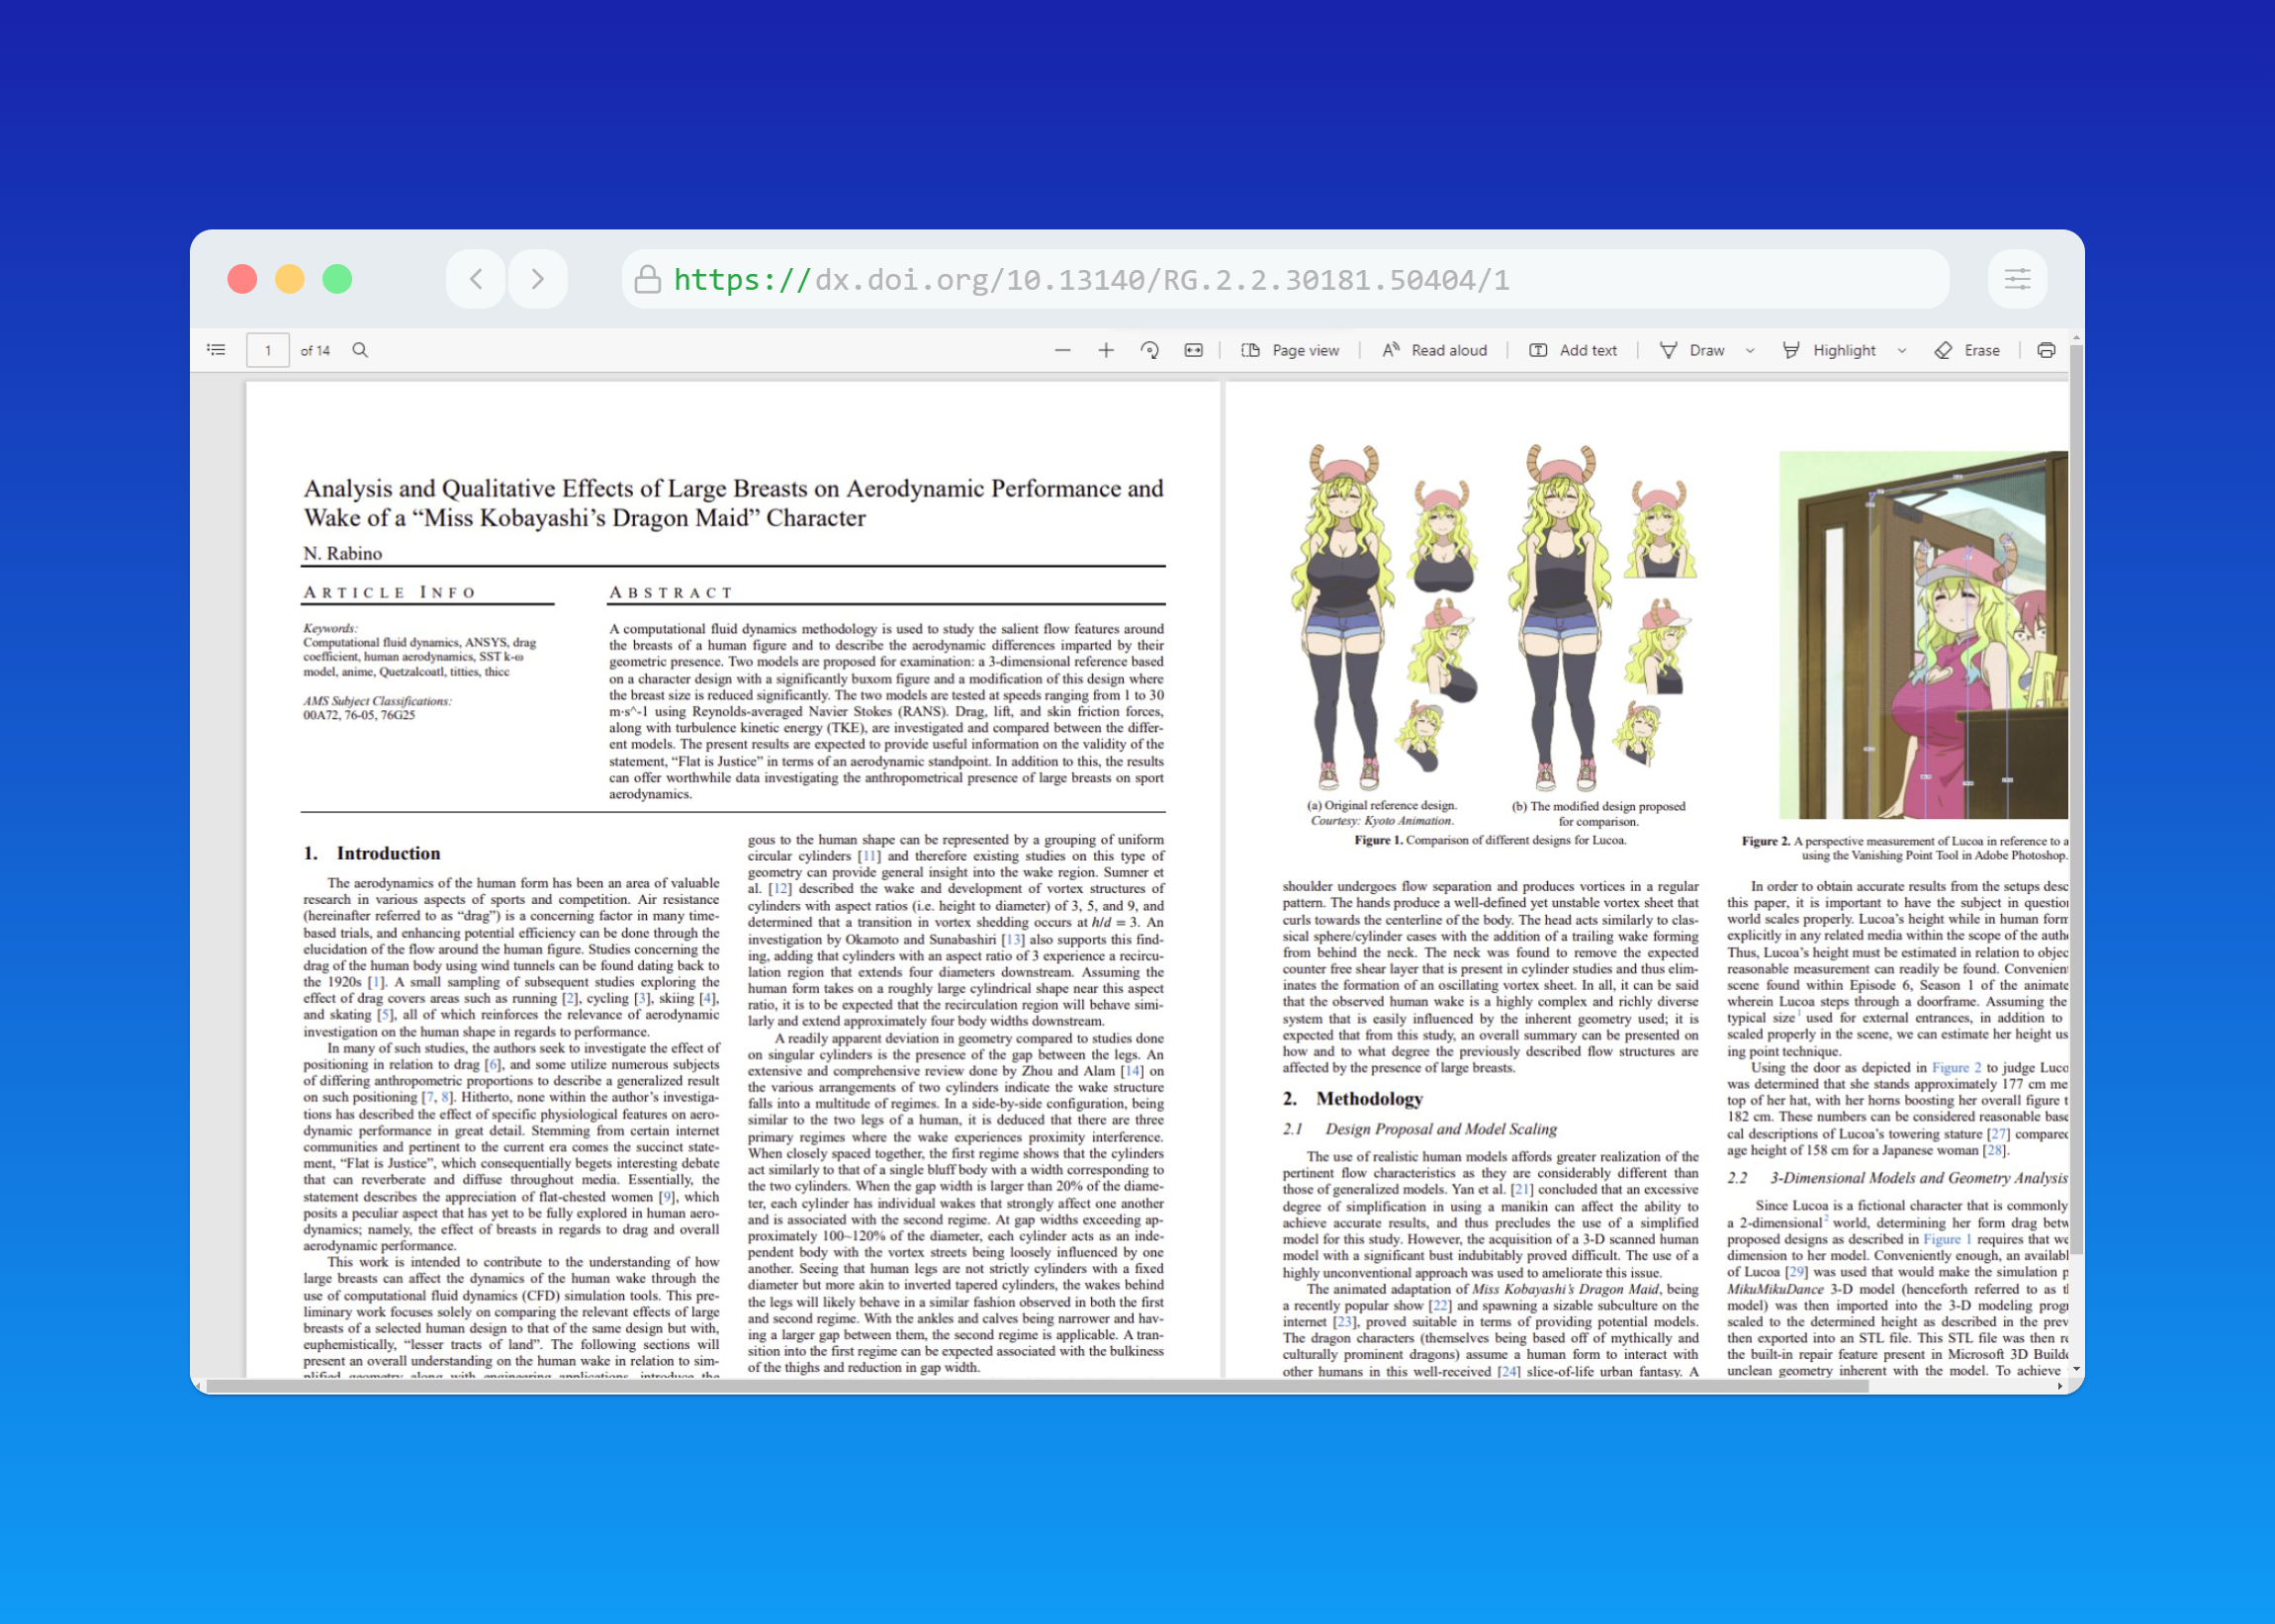 https://dx.doi.org/10.13140/RG.2.2.30181.50404/1
1 of 14
Page view
Read aloud
Add text
Draw
Highlight
Erase
Analysis and Qualitative Effects of Large Breasts on Aerodynamic Performance and
Wake of a “Miss Kobayashi’s Dragon Maid” Character
N. Rabino
ARTICLE INFO
Keywords:
Computational fluid dynamics, ANSYS, drag
coefficient, human aerodynamics, SST k-ω
model, anime, Quetzalcoatl, titties, thicc
AMS Subject Classifications:
00A72, 76-05, 76G25
ABSTRACT
A computational fluid dynamics methodology is used to study the salient flow features around
the breasts of a human figure and to describe the aerodynamic differences imparted by their
geometric presence. Two models are proposed for examination: a 3-dimensional reference based
on a character design with a significantly buxom figure and a modification of this design where
the breast size is reduced significantly. The two models are tested at speeds ranging from 1 to 30
m·s^-1 using Reynolds-averaged Navier Stokes (RANS). Drag, lift, and skin friction forces,
along with turbulence kinetic energy (TKE), are investigated and compared between the differ-
ent models. The present results are expected to provide useful information on the validity of the
statement, “Flat is Justice” in terms of an aerodynamic standpoint. In addition to this, the results
can offer worthwhile data investigating the anthropometrical presence of large breasts on sport
aerodynamics.
1. Introduction
The aerodynamics of the human form has been an area of valuable
research in various aspects of sports and competition. Air resistance
(hereinafter referred to as “drag”) is a concerning factor in many time-
based trials, and enhancing potential efficiency can be done through the
elucidation of the flow around the human figure. Studies concerning the
drag of the human body using wind tunnels can be found dating back to
the 1920s [1]. A small sampling of subsequent studies exploring the
effect of drag covers areas such as running [2], cycling [3], skiing [4],
and skating [5], all of which reinforces the relevance of aerodynamic
investigation on the human shape in regards to performance.
In many of such studies, the authors seek to investigate the effect of
positioning in relation to drag [6], and some utilize numerous subjects
of differing anthropometric proportions to describe a generalized result
on such positioning [7, 8]. Hitherto, none within the author’s investiga-
tions has described the effect of specific physiological features on aero-
dynamic performance in great detail. Stemming from certain internet
communities and pertinent to the current era comes the succinct state-
ment, “Flat is Justice”, which consequentially begets interesting debate
that can reverberate and diffuse throughout media. Essentially, the
statement describes the appreciation of flat-chested women [9], which
posits a peculiar aspect that has yet to be fully explored in human aero-
dynamics; namely, the effect of breasts in regards to drag and overall
aerodynamic performance.
This work is intended to contribute to the understanding of how
large breasts can affect the dynamics of the human wake through the
use of computational fluid dynamics (CFD) simulation tools. This pre-
liminary work focuses solely on comparing the relevant effects of large
breasts of a selected human design to that of the same design but with,
euphemistically, “lesser tracts of land”. The following sections will
present an overall understanding on the human wake in relation to sim-
plified geometry along with engineering applications, introduce the
gous to the human shape can be represented by a grouping of uniform
circular cylinders [11] and therefore existing studies on this type of
geometry can provide general insight into the wake region. Sumner et
al. [12] described the wake and development of vortex structures of
cylinders with aspect ratios (i.e. height to diameter) of 3, 5, and 9, and
determined that a transition in vortex shedding occurs at h/d = 3. An
investigation by Okamoto and Sunabashiri [13] also supports this find-
ing, adding that cylinders with an aspect ratio of 3 experience a recircu-
lation region that extends four diameters downstream. Assuming the
human form takes on a roughly large cylindrical shape near this aspect
ratio, it is to be expected that the recirculation region will behave simi-
larly and extend approximately four body widths downstream.
A readily apparent deviation in geometry compared to studies done
on singular cylinders is the presence of the gap between the legs. An
extensive and comprehensive review done by Zhou and Alam [14] on
the various arrangements of two cylinders indicate the wake structure
falls into a multitude of regimes. In a side-by-side configuration, being
similar to the two legs of a human, it is deduced that there are three
primary regimes where the wake experiences proximity interference.
When closely spaced together, the first regime shows that the cylinders
act similarly to that of a single bluff body with a width corresponding to
the two cylinders. When the gap width is larger than 20% of the diame-
ter, each cylinder has individual wakes that strongly affect one another
and is associated with the second regime. At gap widths exceeding ap-
proximately 100~120% of the diameter, each cylinder acts as an inde-
pendent body with the vortex streets being loosely influenced by one
another. Seeing that human legs are not strictly cylinders with a fixed
diameter but more akin to inverted tapered cylinders, the wakes behind
the legs will likely behave in a similar fashion observed in both the first
and second regime. With the ankles and calves being narrower and hav-
ing a larger gap between them, the second regime is applicable. A tran-
sition into the first regime can be expected associated with the bulkiness
of the thighs and reduction in gap width.
(a) Original reference design.
Courtesy: Kyoto Animation.
(b) The modified design proposed
for comparison.
Figure 1. Comparison of different designs for Lucoa.
Figure 2. A perspective measurement of Lucoa in reference to a
using the Vanishing Point Tool in Adobe Photoshop.
shoulder undergoes flow separation and produces vortices in a regular
pattern. The hands produce a well-defined yet unstable vortex sheet that
curls towards the centerline of the body. The head acts similarly to clas-
sical sphere/cylinder cases with the addition of a trailing wake forming
from behind the neck. The neck was found to remove the expected
counter free shear layer that is present in cylinder studies and thus elim-
inates the formation of an oscillating vortex sheet. In all, it can be said
that the observed human wake is a highly complex and richly diverse
system that is easily influenced by the inherent geometry used; it is
expected that from this study, an overall summary can be presented on
how and to what degree the previously described flow structures are
affected by the presence of large breasts.
2. Methodology
2.1 Design Proposal and Model Scaling
The use of realistic human models affords greater realization of the
pertinent flow characteristics as they are considerably different than
those of generalized models. Yan et al. [21] concluded that an excessive
degree of simplification in using a manikin can affect the ability to
achieve accurate results, and thus precludes the use of a simplified
model for this study. However, the acquisition of a 3-D scanned human
model with a significant bust indubitably proved difficult. The use of a
highly unconventional approach was used to ameliorate this issue.
The animated adaptation of Miss Kobayashi’s Dragon Maid, being
a recently popular show [22] and spawning a sizable subculture on the
internet [23], proved suitable in terms of providing potential models.
The dragon characters (themselves being based off of mythically and
culturally prominent dragons) assume a human form to interact with
other humans in this well-received [24] slice-of-life urban fantasy. A
In order to obtain accurate results from the setups desc
this paper, it is important to have the subject in question
world scales properly. Lucoa’s height while in human form
explicitly in any related media within the scope of the autho
Thus, Lucoa’s height must be estimated in relation to objec
reasonable measurement can readily be found. Convenien
scene found within Episode 6, Season 1 of the animate
wherein Lucoa steps through a doorframe. Assuming the
typical size1 used for external entrances, in addition to
scaled properly in the scene, we can estimate her height us
ing point technique.
Using the door as depicted in Figure 2 to judge Luco
was determined that she stands approximately 177 cm me
top of her hat, with her horns boosting her overall figure t
182 cm. These numbers can be considered reasonable base
cal descriptions of Lucoa’s towering stature [27] compared
age height of 158 cm for a Japanese woman [28].
2.2 3-Dimensional Models and Geometry Analysis
Since Lucoa is a fictional character that is commonly
a 2-dimensional2 world, determining her form drag betw
proposed designs as described in Figure 1 requires that we
dimension to her model. Conveniently enough, an availabl
of Lucoa [29] was used that would make the simulation p
MikuMikuDance 3-D model (henceforth referred to as th
model) was then imported into the 3-D modeling progr
scaled to the determined height as described in the prev
then exported into an STL file. This STL file was then re
the built-in repair feature present in Microsoft 3D Builde
unclean geometry inherent with the model. To achieve